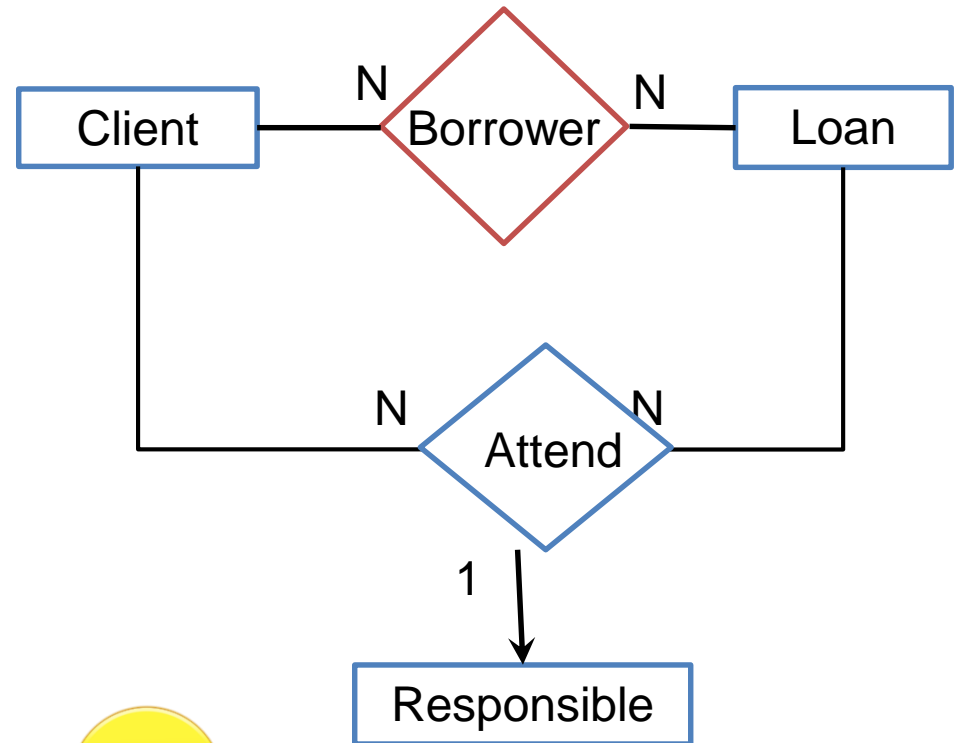 N
N
Client
Borrower
Loan
N
N
Attend
1
Responsible